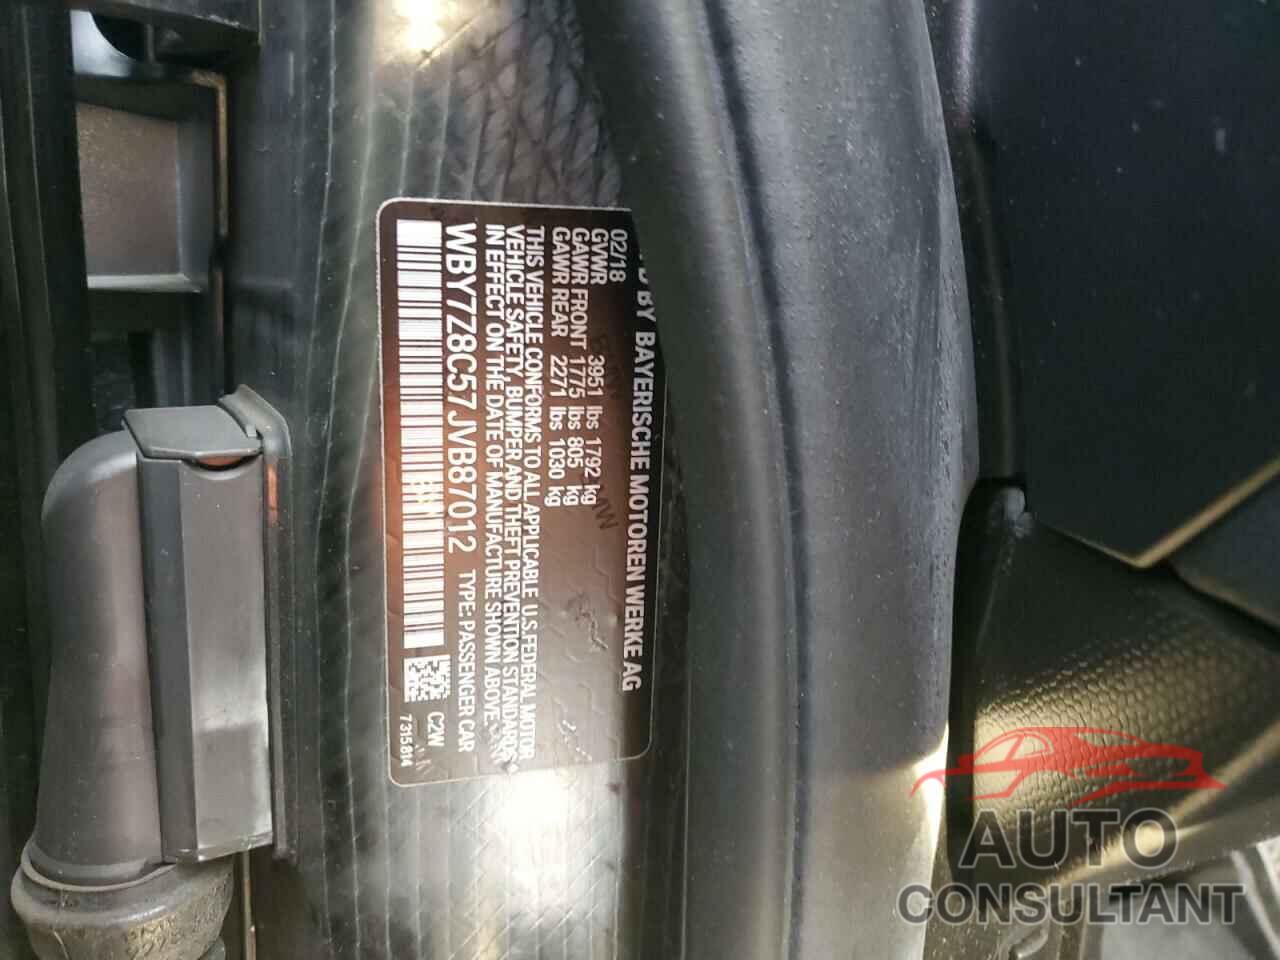 BY BAYERISCHE MOTOREN WERKE AG
02/18
GVWR 3951 lbs 1792 kg
GAWR FRONT 1775 lbs 805 kg
GAWR REAR 2271 lbs 1030 kg
THIS VEHICLE CONFORMS TO ALL APPLICABLE U.S.FEDERAL MOTOR
VEHICLE SAFETY, BUMPER AND THEFT PREVENTION STANDARDS
IN EFFECT ON THE DATE OF MANUFACTURE SHOWN ABOVE.
WBY7Z8C57JVB87012 TYPE: PASSENGER CAR
C2W
7315814
AUTO
CONSULTANT